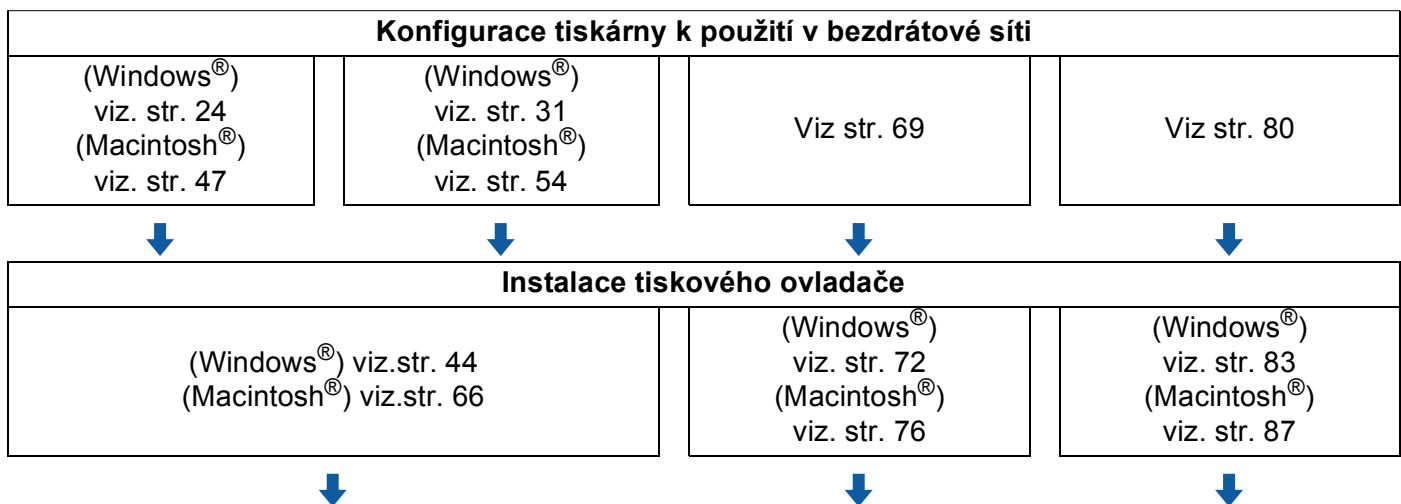 Konfigurace tiskárny k použití v bezdrátové síti
(Windows®)
viz. str. 24
(Macintosh®)
viz. str. 47
(Windows®)
viz. str. 31
(Macintosh®)
viz. str. 54
Viz str. 69
Viz str. 80
Instalace tiskového ovladače
(Windows®) viz.str. 44
(Macintosh®) viz.str. 66
(Windows®)
viz. str. 72
(Macintosh®)
viz. str. 76
(Windows®)
viz. str. 83
(Macintosh®)
viz. str. 87